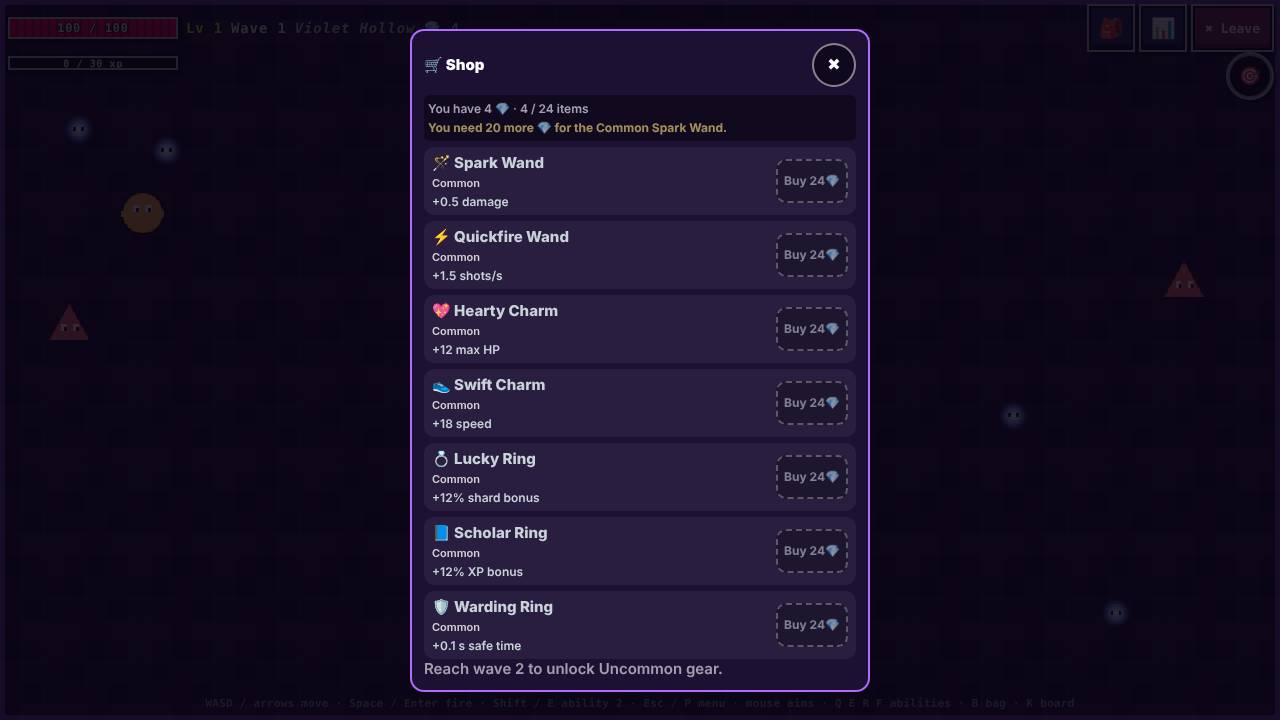 100 / 100
Lv 1 Wave 1 Violet Hollow 💎 4
✖ Leave
0 / 30 xp
🛒 Shop
✖
You have 4 💎 · 4 / 24 items
You need 20 more 💎 for the Common Spark Wand.
🪄 Spark Wand
Common
+0.5 damage
Buy 24💎
⚡ Quickfire Wand
Common
+1.5 shots/s
Buy 24💎
💖 Hearty Charm
Common
+12 max HP
Buy 24💎
👟 Swift Charm
Common
+18 speed
Buy 24💎
💍 Lucky Ring
Common
+12% shard bonus
Buy 24💎
📘 Scholar Ring
Common
+12% XP bonus
Buy 24💎
🛡️ Warding Ring
Common
+0.1 s safe time
Buy 24💎
Reach wave 2 to unlock Uncommon gear.
WASD / arrows move · Space / Enter fire · Shift / E ability 2 · Esc / P menu · mouse aims · Q E R F abilities · B bag · K board